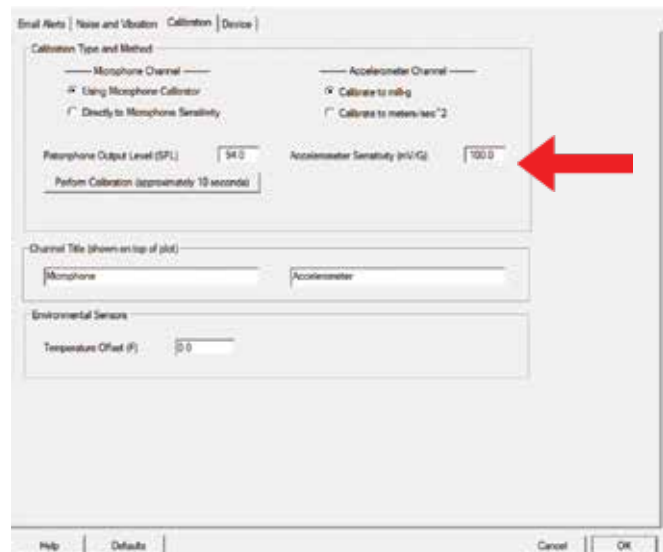 Email Alerts | Noise and Vibration Calibration | Device |
Calibration Type and Method
Microphone Channel Accelerometer Channel
Using Microphone Calibrator Calibrate to milli-g
Directly to Microphone Sensitivity Calibrate to meters/sec^2
Pistonphone Output Level (SPL) 94.0 Accelerometer Sensitivity (mV/G) 100.0
Perform Calibration (approximately 10 seconds)
Channel Title (shown on top of plot)
Microphone Accelerometer
Environmental Sensors
Temperature Offset (F) 0.0
Help Defaults Cancel OK